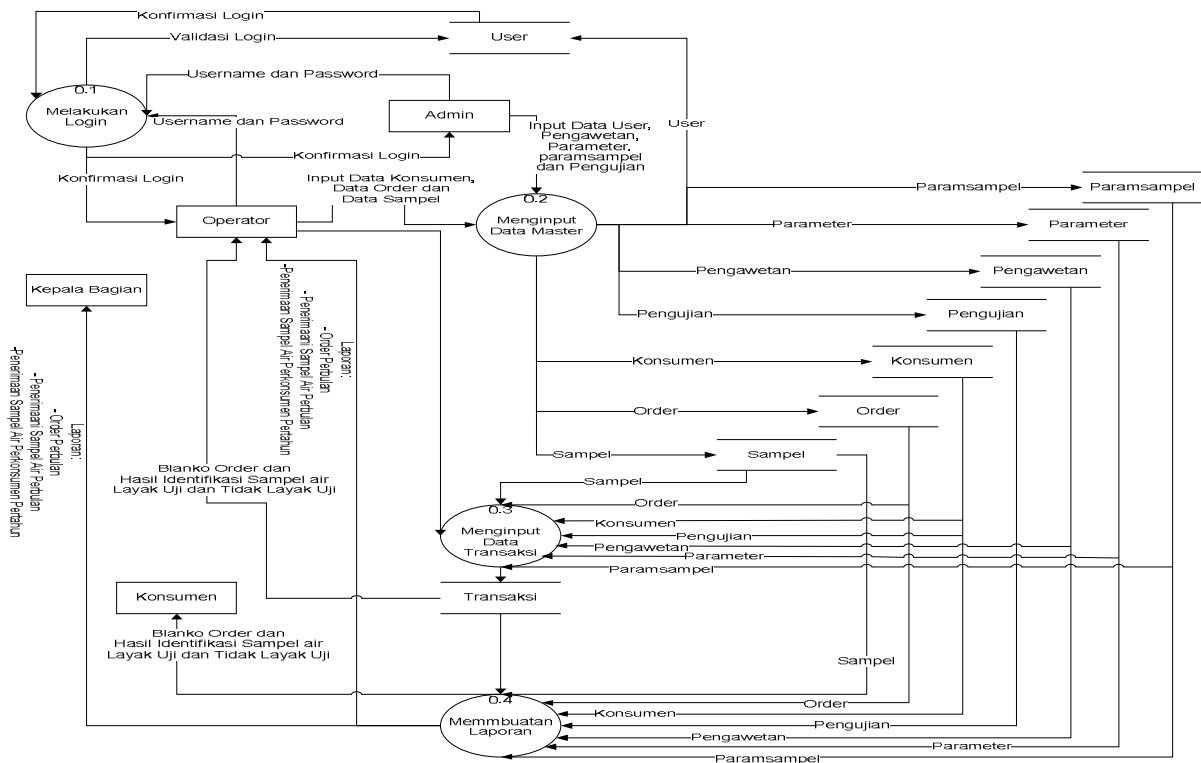 Konfirmasi Login
User
Validasi Login
Username dan Password
0.1
Melakukan
Login
Admin
Username dan Password
Input Data User,
Pengawetan,
Parameter,
paramsampel
dan Pengujian
User
Konfirmasi Login
Konfirmasi Login
Input Data Konsumen,
Data Order dan
Data Sampel
Paramsampel
Paramsampel
0.2
Menginput
Data Master
Operator
Parameter
Parameter
Pengawetan
Pengawetan
Kepala Bagian
Pengujian
Pengujian
Laporan:
- Order Perbulan
- Penerimaani Sampel Air Perbulan
-Penerimaan Sampel Air Perkonsumen Pertahun
Laporan:
- Order Perbulan
- Penerimaani Sampel Air Perbulan
-Penerimaan Sampel Air Perkonsumen Pertahun
Konsumen
Konsumen
Order
Order
Sampel
Sampel
Blanko Order dan
Hasil Identifikasi Sampel air
Layak Uji dan Tidak Layak Uji
Sampel
Order
0.3
Menginput
Data
Transaksi
Konsumen
Pengujian
Pengawetan
Parameter
Paramsampel
Konsumen
Transaksi
Blanko Order dan
Hasil Identifikasi Sampel air
Layak Uji dan Tidak Layak Uji
Sampel
0.4
Memmbuatan
Laporan
Order
Konsumen
Pengujian
Pengawetan
Parameter
Paramsampel